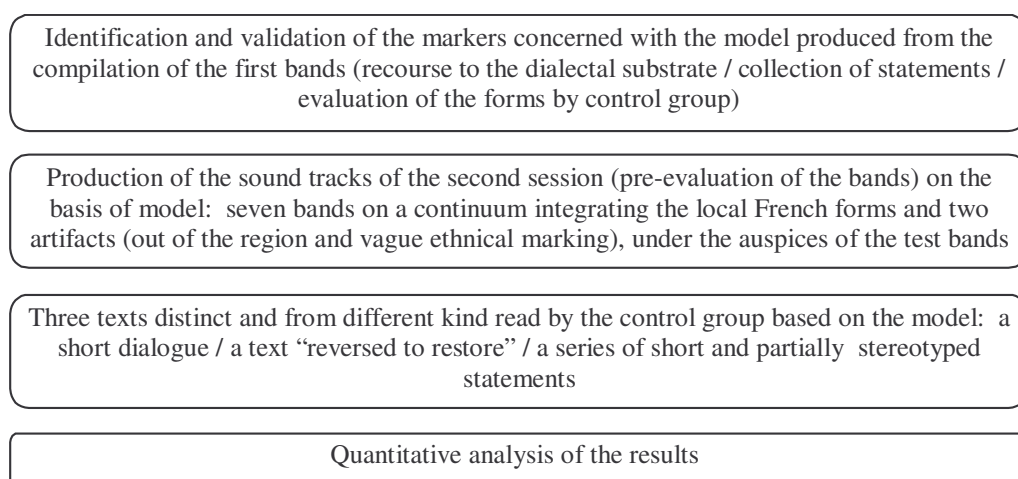 Identification and validation of the markers concerned with the model produced from the
compilation of the first bands (recourse to the dialectal substrate / collection of statements /
evaluation of the forms by control group)
Production of the sound tracks of the second session (pre-evaluation of the bands) on the
basis of model: seven bands on a continuum integrating the local French forms and two
artifacts (out of the region and vague ethnical marking), under the auspices of the test bands
Three texts distinct and from different kind read by the control group based on the model: a
short dialogue / a text “reversed to restore” / a series of short and partially stereotyped
statements
Quantitative analysis of the results